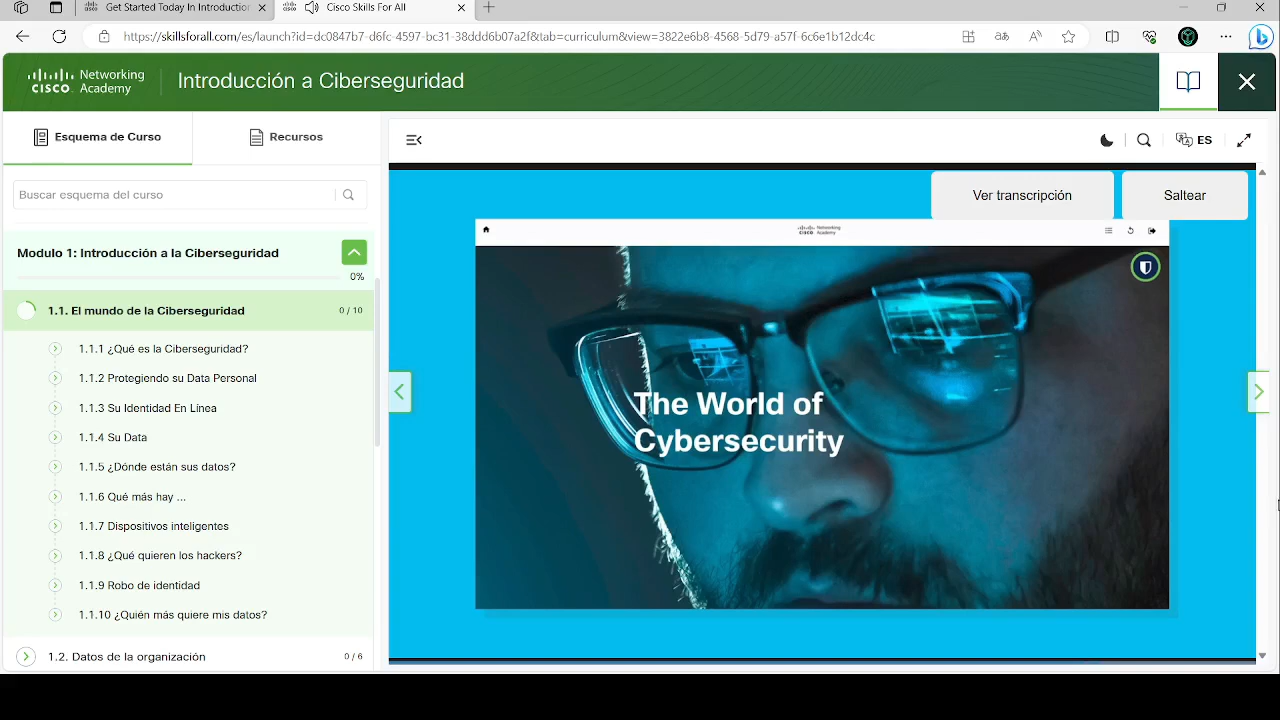 Get Started Today In Introduction
Cisco Skills For All
https://skillsforall.com/es/launch?id=dc0847b7-d6fc-4597-bc31-38ddd6b07a2f&tab=curriculum&view=3822e6b8-4568-5d79-a57f-6c6e1b12dc4c
CISCO Networking Academy
Introducción a Ciberseguridad
Esquema de Curso
Recursos
ES
Buscar esquema del curso
Ver transcripción
Saltear
Modulo 1: Introducción a la Ciberseguridad
0%
1.1. El mundo de la Ciberseguridad
0 / 10
1.1.1 ¿Qué es la Ciberseguridad?
1.1.2 Protegiendo su Data Personal
1.1.3 Su Identidad En Línea
1.1.4 Su Data
1.1.5 ¿Dónde están sus datos?
1.1.6 Qué más hay ...
1.1.7 Dispositivos inteligentes
1.1.8 ¿Qué quieren los hackers?
1.1.9 Robo de identidad
1.1.10 ¿Quién más quiere mis datos?
1.2. Datos de la organización
0 / 6
CISCO Networking Academy
The World of
Cybersecurity